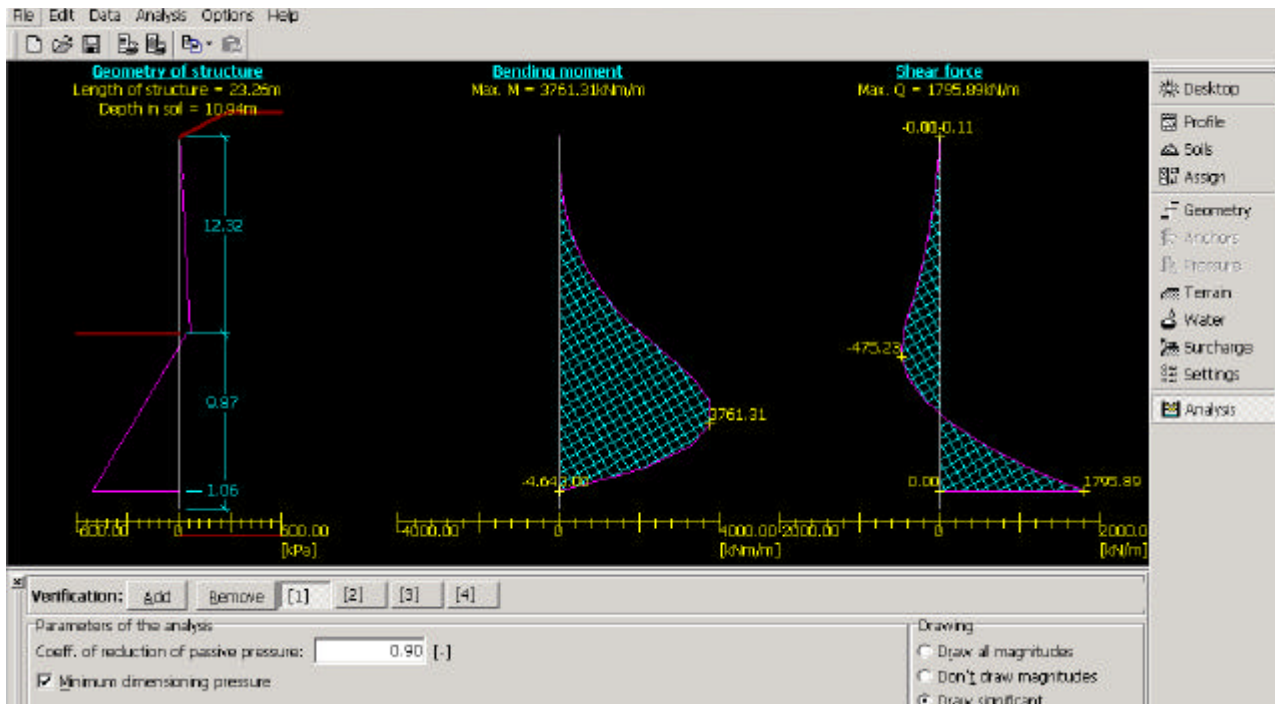 File Edit Data Analysis Options Help
Geometry of structure
Length of structure = 23.26m
Depth in soil = 10.94m
12.32
9.87
1.06
-600.00 0 600.00
[kPa]
Bending moment
Max. M = 3761.31kNm/m
3761.31
-4.64 0.00
-4000.00 0 4000.00
[kNm/m]
Shear force
Max. Q = 1795.89kN/m
-0.00 -0.11
-475.23
0.00 1795.89
-2000.00 0 2000.0
[kN/m]
Desktop
Profile
Soils
Assign
Geometry
Anchors
Pressure
Terrain
Water
Surcharge
Settings
Analysis
Verification: Add Remove [1] [2] [3] [4]
Parameters of the analysis
Coeff. of reduction of passive pressure: 0.90 [-]
Minimum dimensioning pressure
Drawing
Draw all magnitudes
Don't draw magnitudes
Draw significant